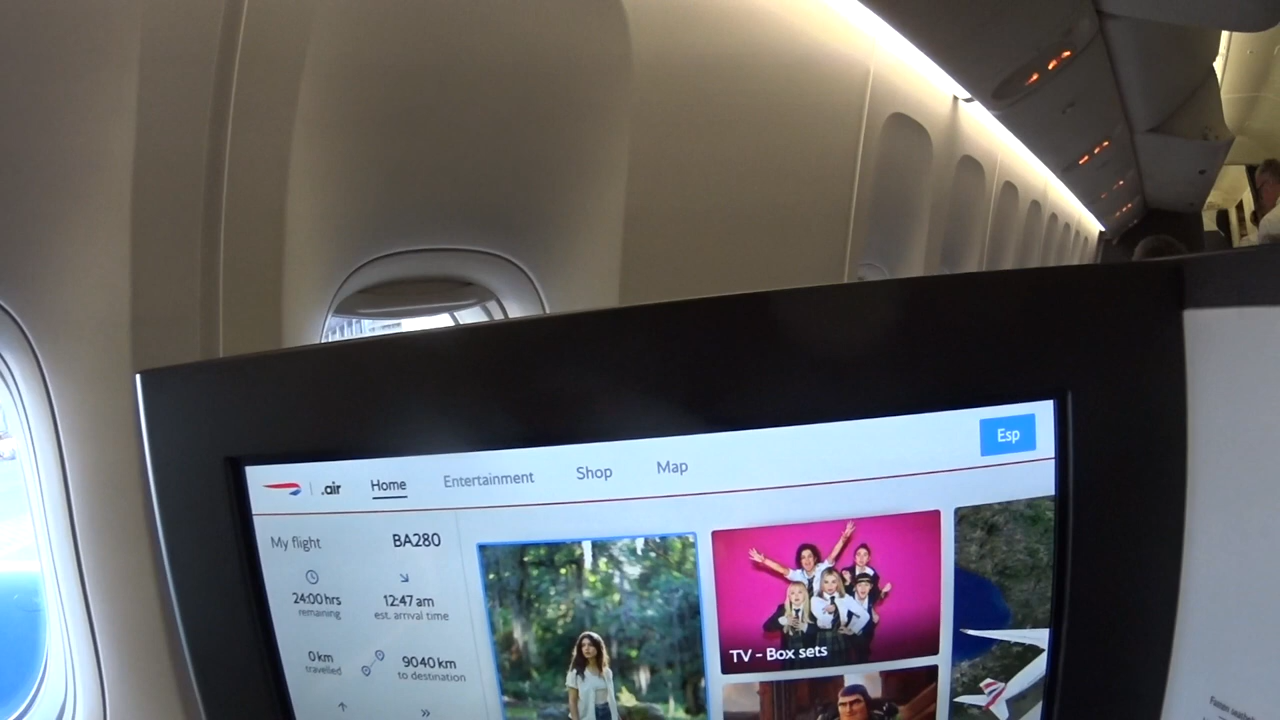 Esp
.air Home Entertainment Shop Map
My flight BA280
24:00 hrs
remaining
12:47 am
est. arrival time
0 km
travelled
9040 km
to destination
TV - Box sets